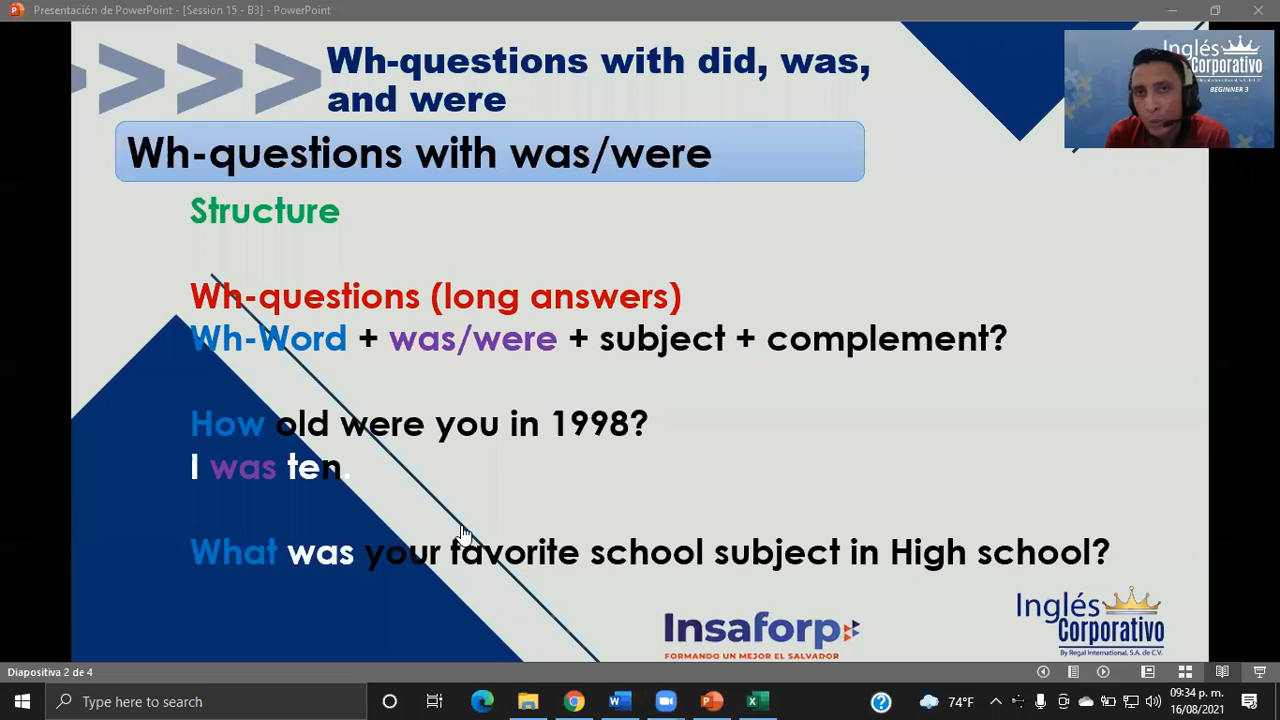 Presentación de PowerPoint - [Session 15 - B3] - PowerPoint
Wh-questions with did, was,
and were
Inglés
Corporativo
BEGINNER 3
Wh-questions with was/were
Structure
Wh-questions (long answers)
Wh-Word + was/were + subject + complement?
How old were you in 1998?
I was ten.
What was your favorite school subject in High school?
Insaforp
FORMANDO UN MEJOR EL SALVADOR
Inglés
Corporativo
By Regal International, S.A. de C.V.
Diapositiva 2 de 4
Type here to search
74°F
09:34 p. m.
16/08/2021